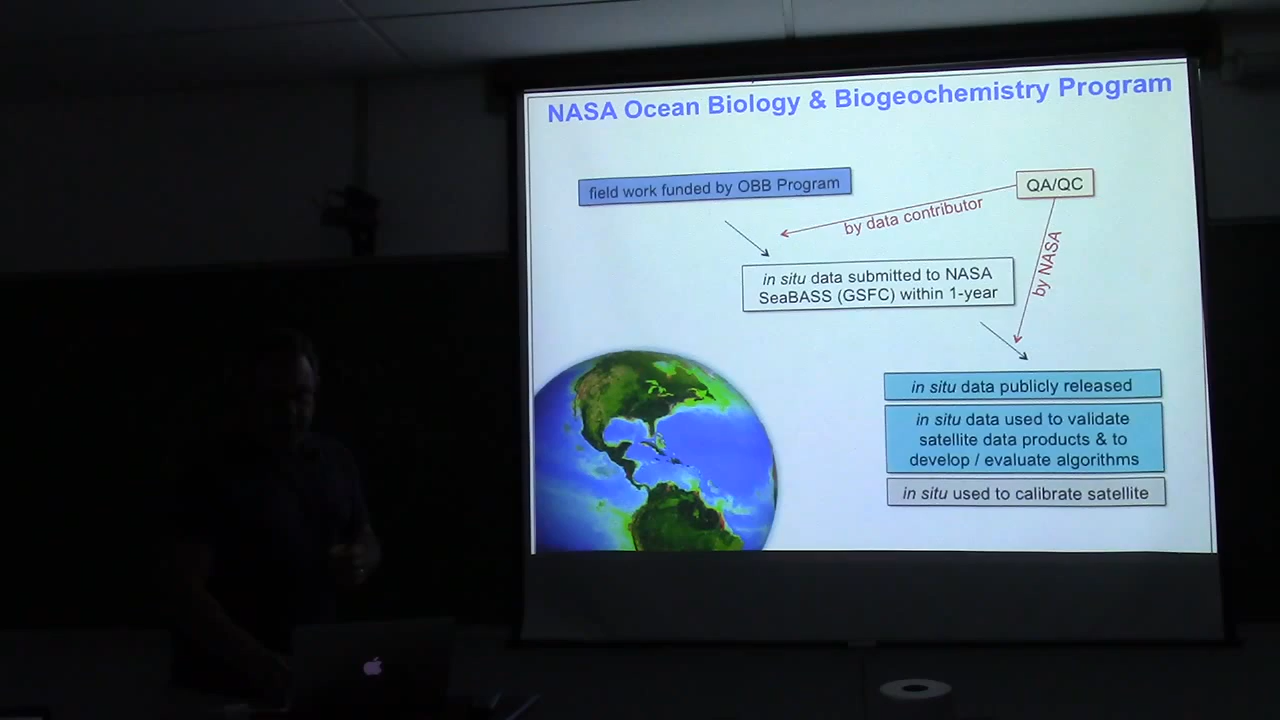 NASA Ocean Biology & Biogeochemistry Program
field work funded by OBB Program
QA/QC
by data contributor
by NASA
in situ data submitted to NASA
SeaBASS (GSFC) within 1-year
in situ data publicly released
in situ data used to validate
satellite data products & to
develop / evaluate algorithms
in situ used to calibrate satellite